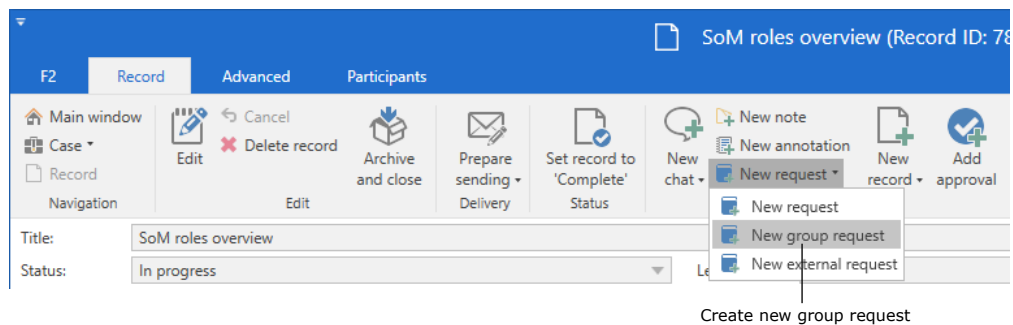 SoM roles overview (Record ID: 78
F2 Record Advanced Participants
Main window
Case
Record
Navigation
Edit
Cancel
Delete record
Archive
and close
Edit
Prepare
sending
Delivery
Set record to
'Complete'
Status
New
chat
New note
New annotation
New request
New
record
Add
approval
New request
New group request
New external request
Title: SoM roles overview
Status: In progress
Le
Create new group request